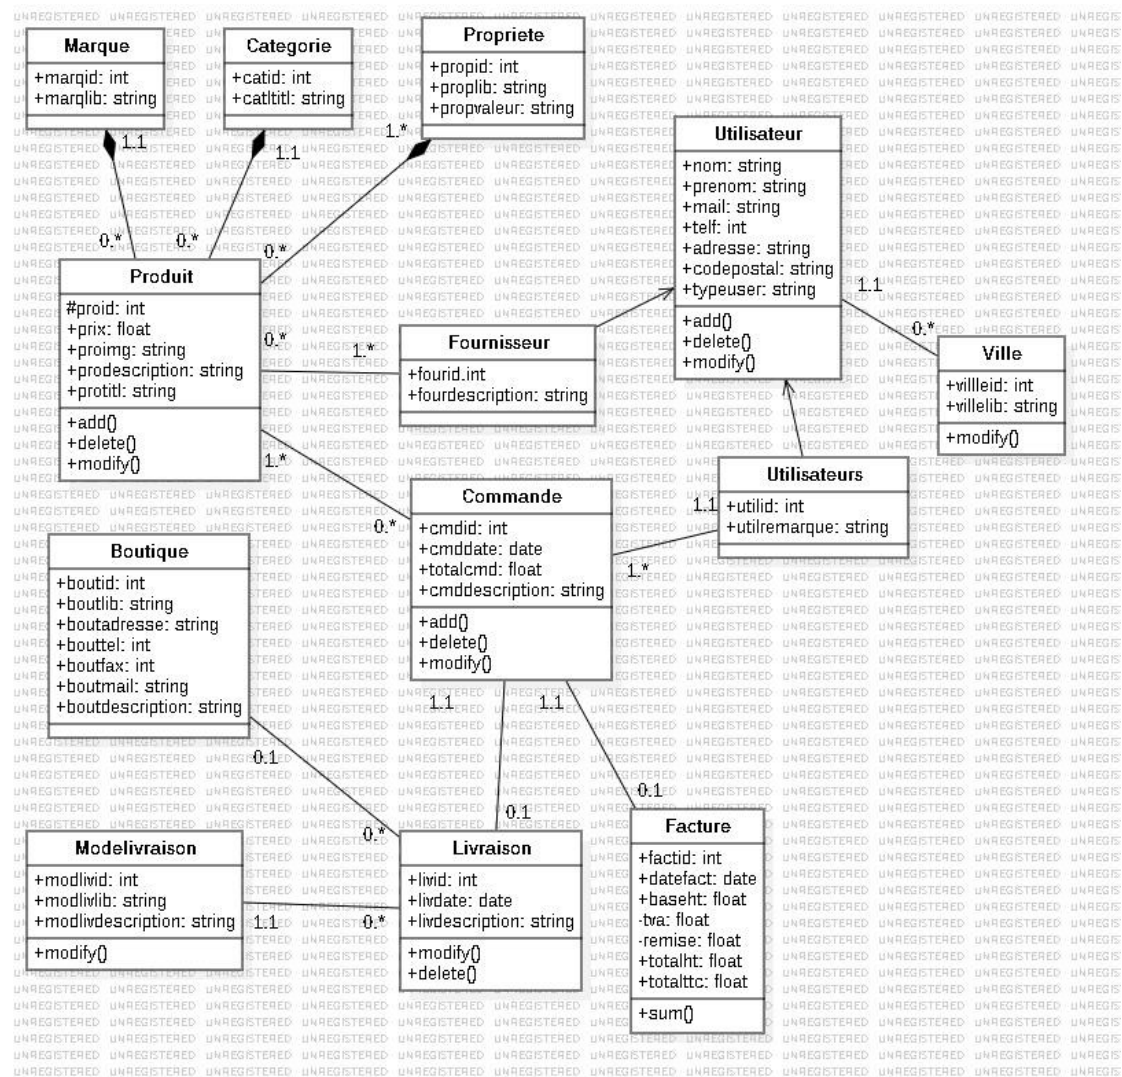 Marque
+marqid: int
+marqlib: string
1.1
0.*
Categorie
+catid: int
+catltitl: string
1.1
0.*
Propriete
+propid: int
+proplib: string
+propvaleur: string
1.*
0.*
Utilisateur
+nom: string
+prenom: string
+mail: string
+telf: int
+adresse: string
+codepostal: string
+typeuser: string
+add()
+delete()
+modify()
1.1
0.*
Produit
#proid: int
+prix: float
+proimg: string
+prodescription: string
+protitl: string
+add()
+delete()
+modify()
0.*
1.*
1.*
0.*
Fournisseur
+fourid.int
+fourdescription: string
Ville
+villleid: int
+villelib: string
+modify()
Utilisateurs
+utilid: int
+utilremarque: string
1.1
1.*
Commande
+cmdid: int
+cmddate: date
+totalcmd: float
+cmddescription: string
+add()
+delete()
+modify()
1.1
1.1
0.1
0.1
Boutique
+boutid: int
+boutlib: string
+boutadresse: string
+bouttel: int
+boutfax: int
+boutmail: string
+boutdescription: string
0.1
0.*
Modelivraison
+modlivid: int
+modlivlib: string
+modlivdescription: string
+modify()
1.1
0.*
Livraison
+livid: int
+livdate: date
+livdescription: string
+modify()
+delete()
Facture
+factid: int
+datefact: date
+baseht: float
-tva: float
-remise: float
+totalht: float
+totalttc: float
+sum()
UNREGISTERED